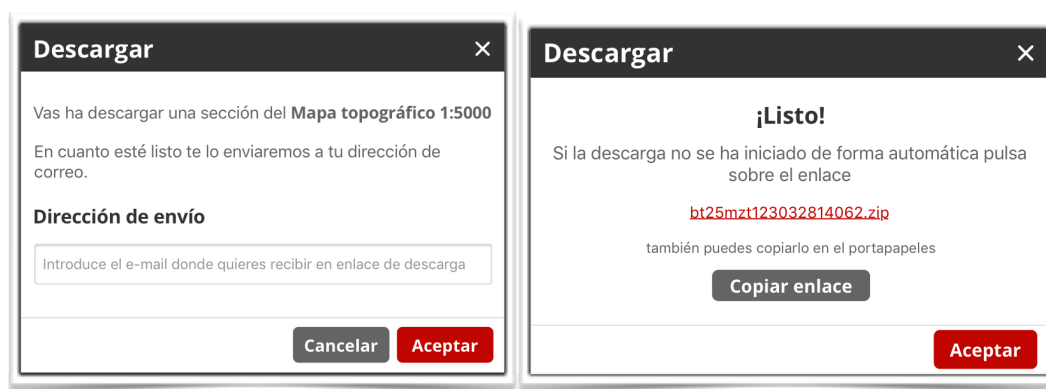 Descargar
Vas ha descargar una sección del Mapa topográfico 1:5000
En cuanto esté listo te lo enviaremos a tu dirección de
correo.
Dirección de envío
Introduce el e-mail donde quieres recibir en enlace de descarga
Cancelar
Aceptar
Descargar
¡Listo!
Si la descarga no se ha iniciado de forma automática pulsa
sobre el enlace
bt25mzt123032814062.zip
también puedes copiarlo en el portapapeles
Copiar enlace
Aceptar